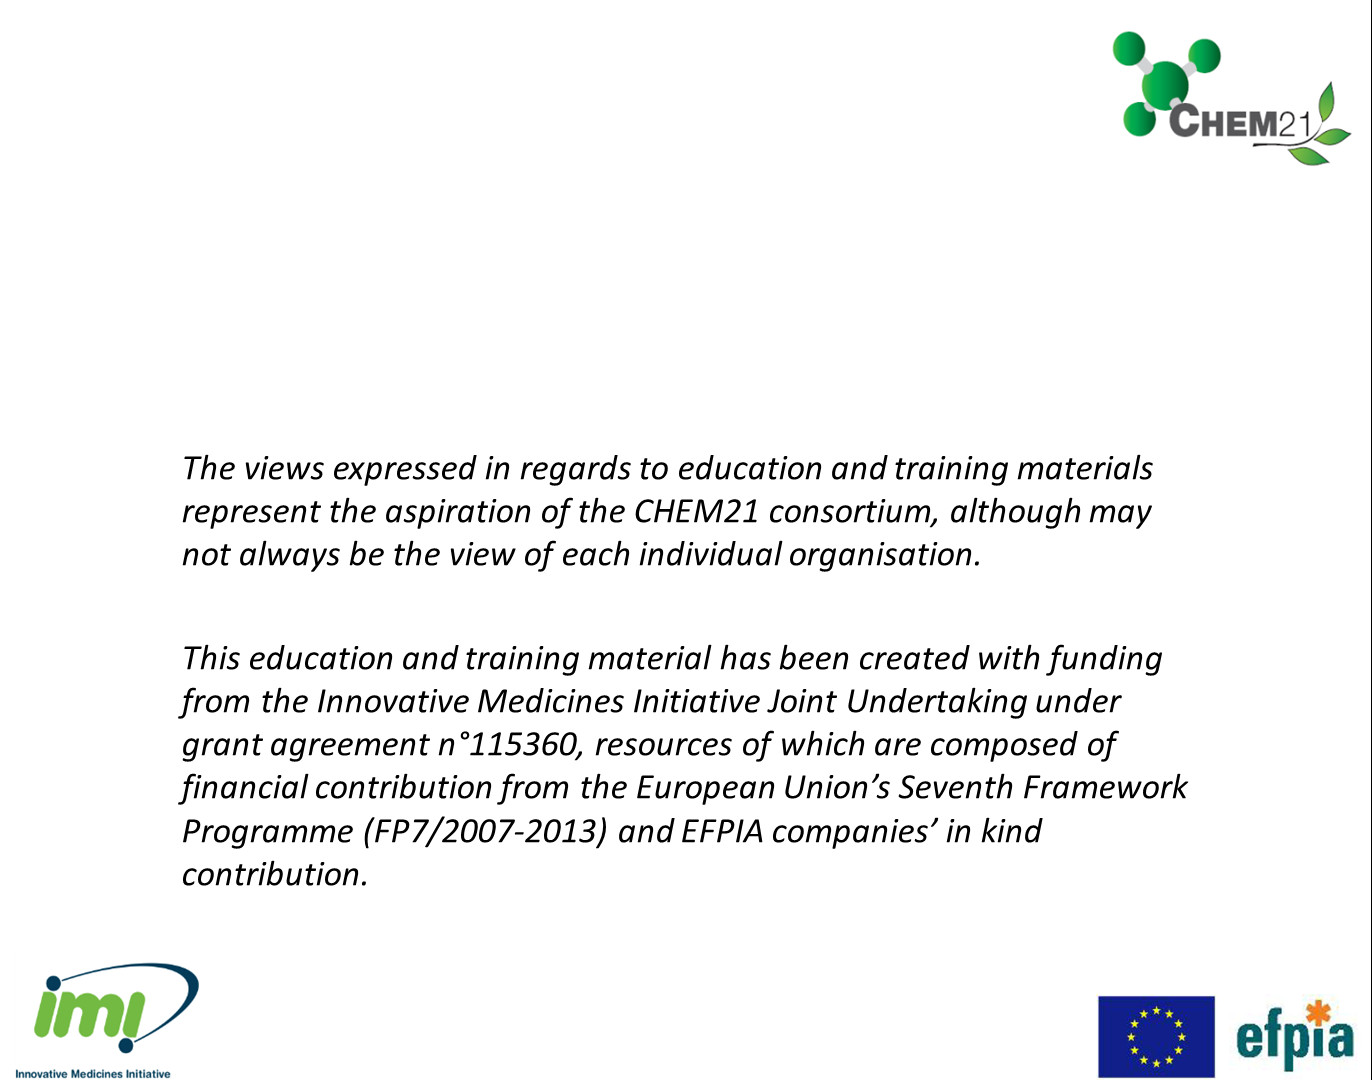 CHEM21
The views expressed in regards to education and training materials
represent the aspiration of the CHEM21 consortium, although may
not always be the view of each individual organisation.
This education and training material has been created with funding
from the Innovative Medicines Initiative Joint Undertaking under
grant agreement n°115360, resources of which are composed of
financial contribution from the European Union’s Seventh Framework
Programme (FP7/2007-2013) and EFPIA companies’ in kind
contribution.
imi
Innovative Medicines Initiative
efpia